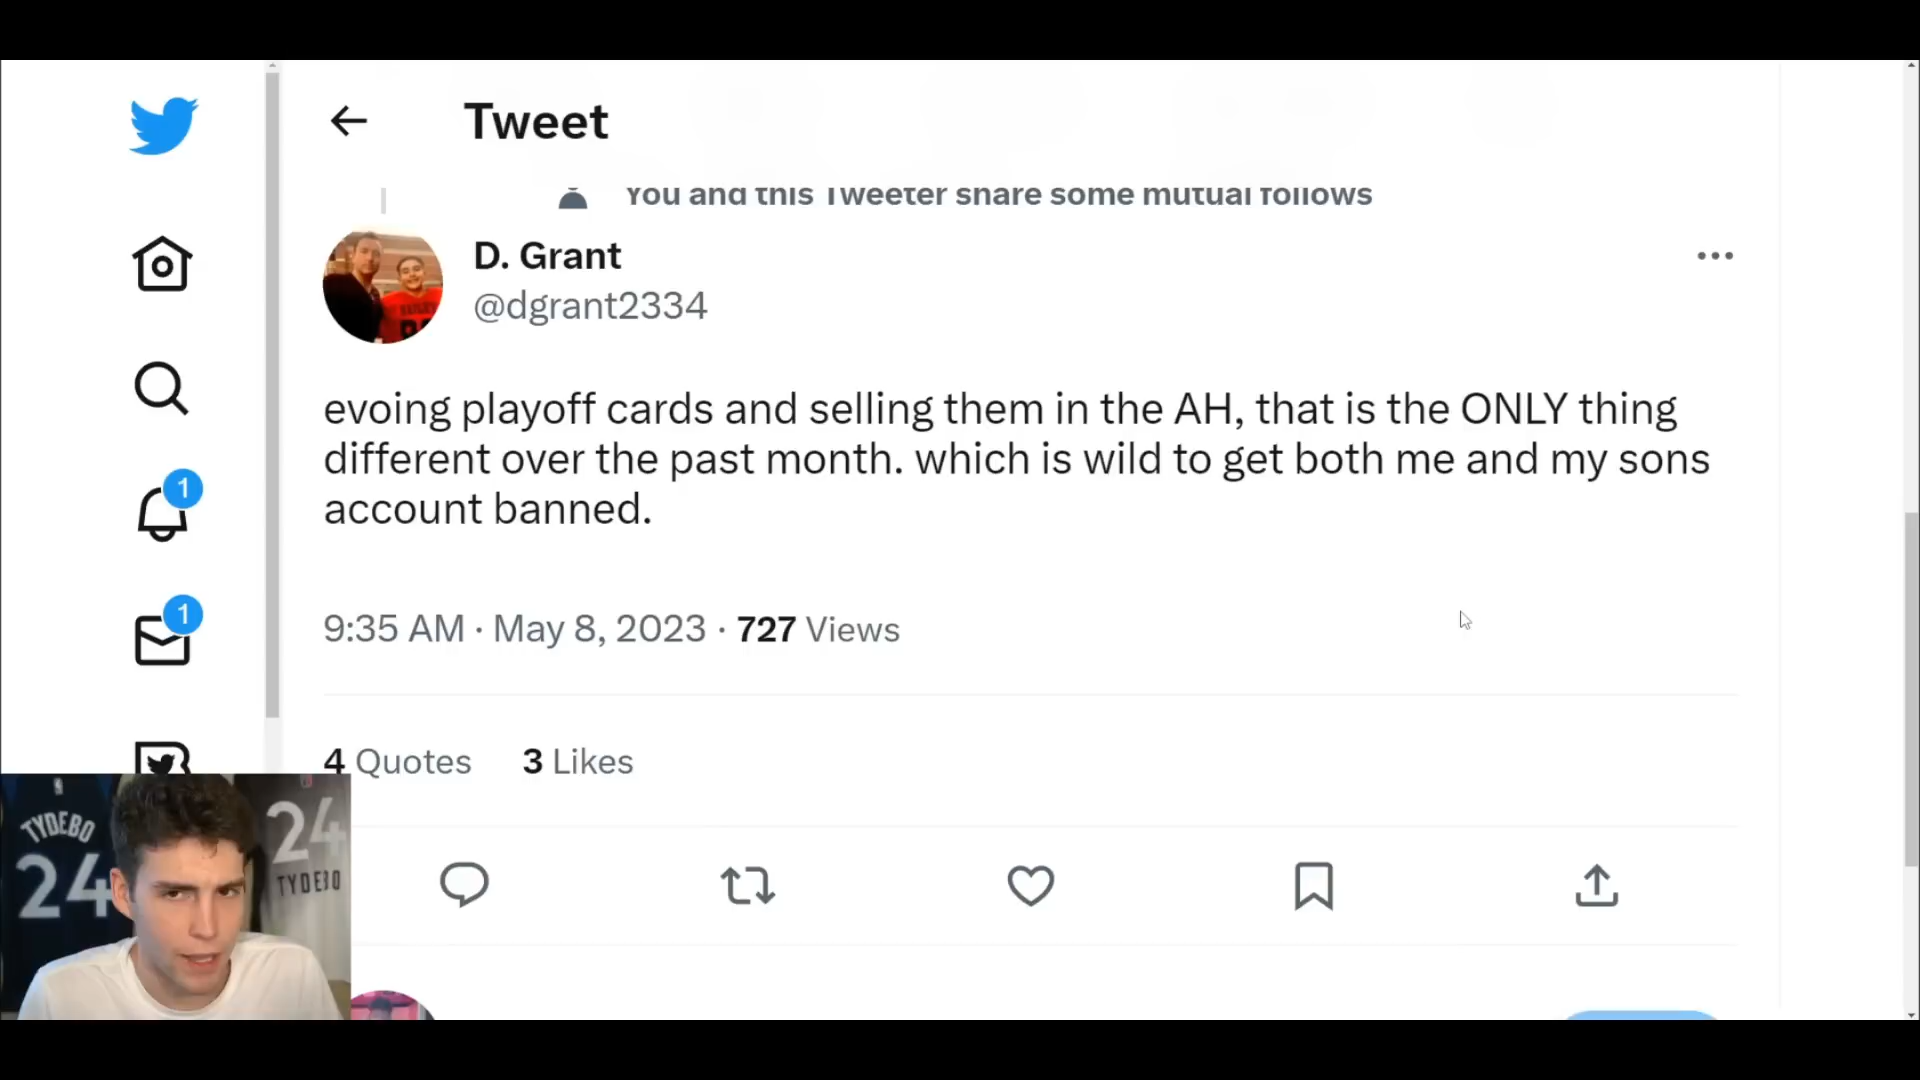 Tweet
You and this Tweeter share some mutual follows
D. Grant
@dgrant2334
evoing playoff cards and selling them in the AH, that is the ONLY thing
different over the past month. which is wild to get both me and my sons
account banned.
1
1
9:35 AM · May 8, 2023 · 727 Views
4 Quotes 3 Likes
TYDEBO
24
24
TYDEBO